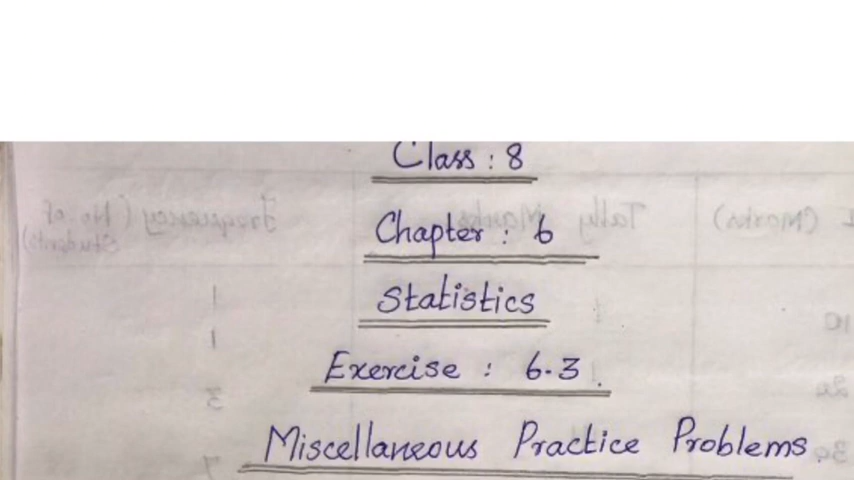 Class : 8
Chapter : 6
Statistics
Exercise : 6.3.
Miscellaneous Practice Problems.